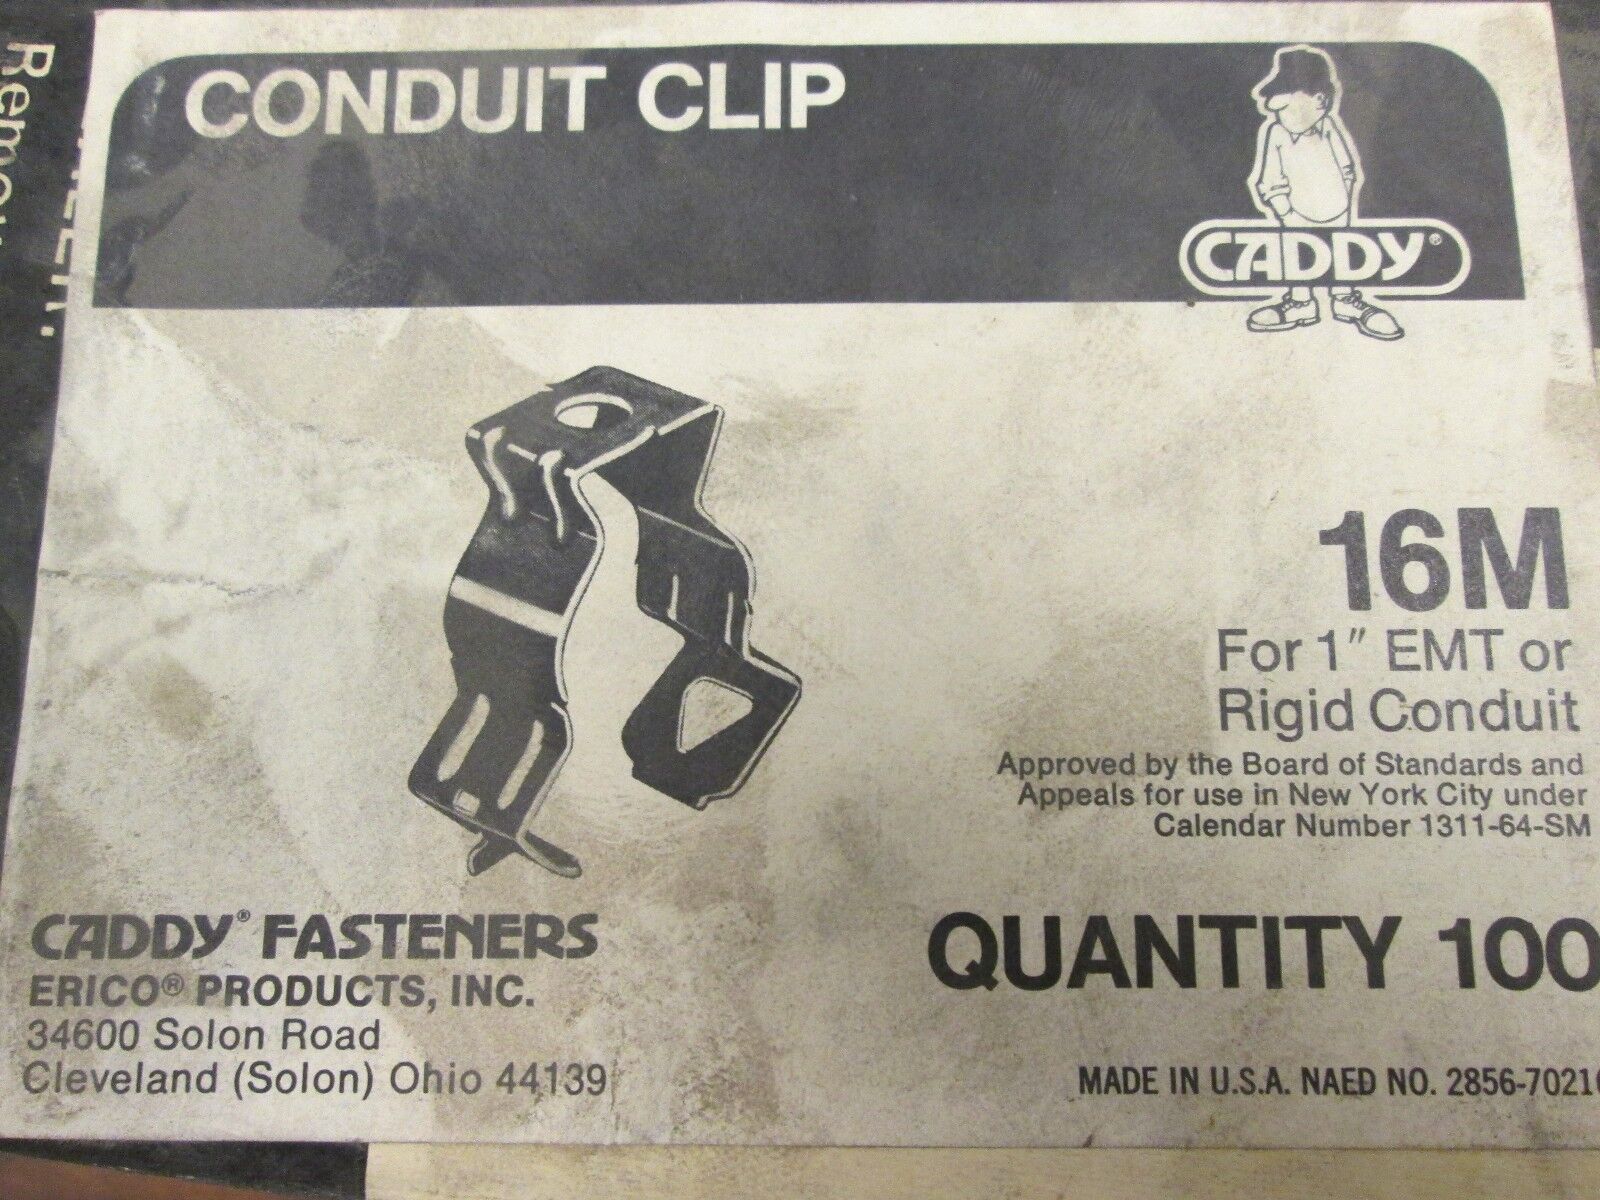 CONDUIT CLIP
CADDY®
16M
For 1" EMT or
Rigid Conduit
Approved by the Board of Standards and
Appeals for use in New York City under
Calendar Number 1311-64-SM
CADDY® FASTENERS
ERICO® PRODUCTS, INC.
34600 Solon Road
Cleveland (Solon) Ohio 44139
QUANTITY 100
MADE IN U.S.A. NAED NO. 2856-7021